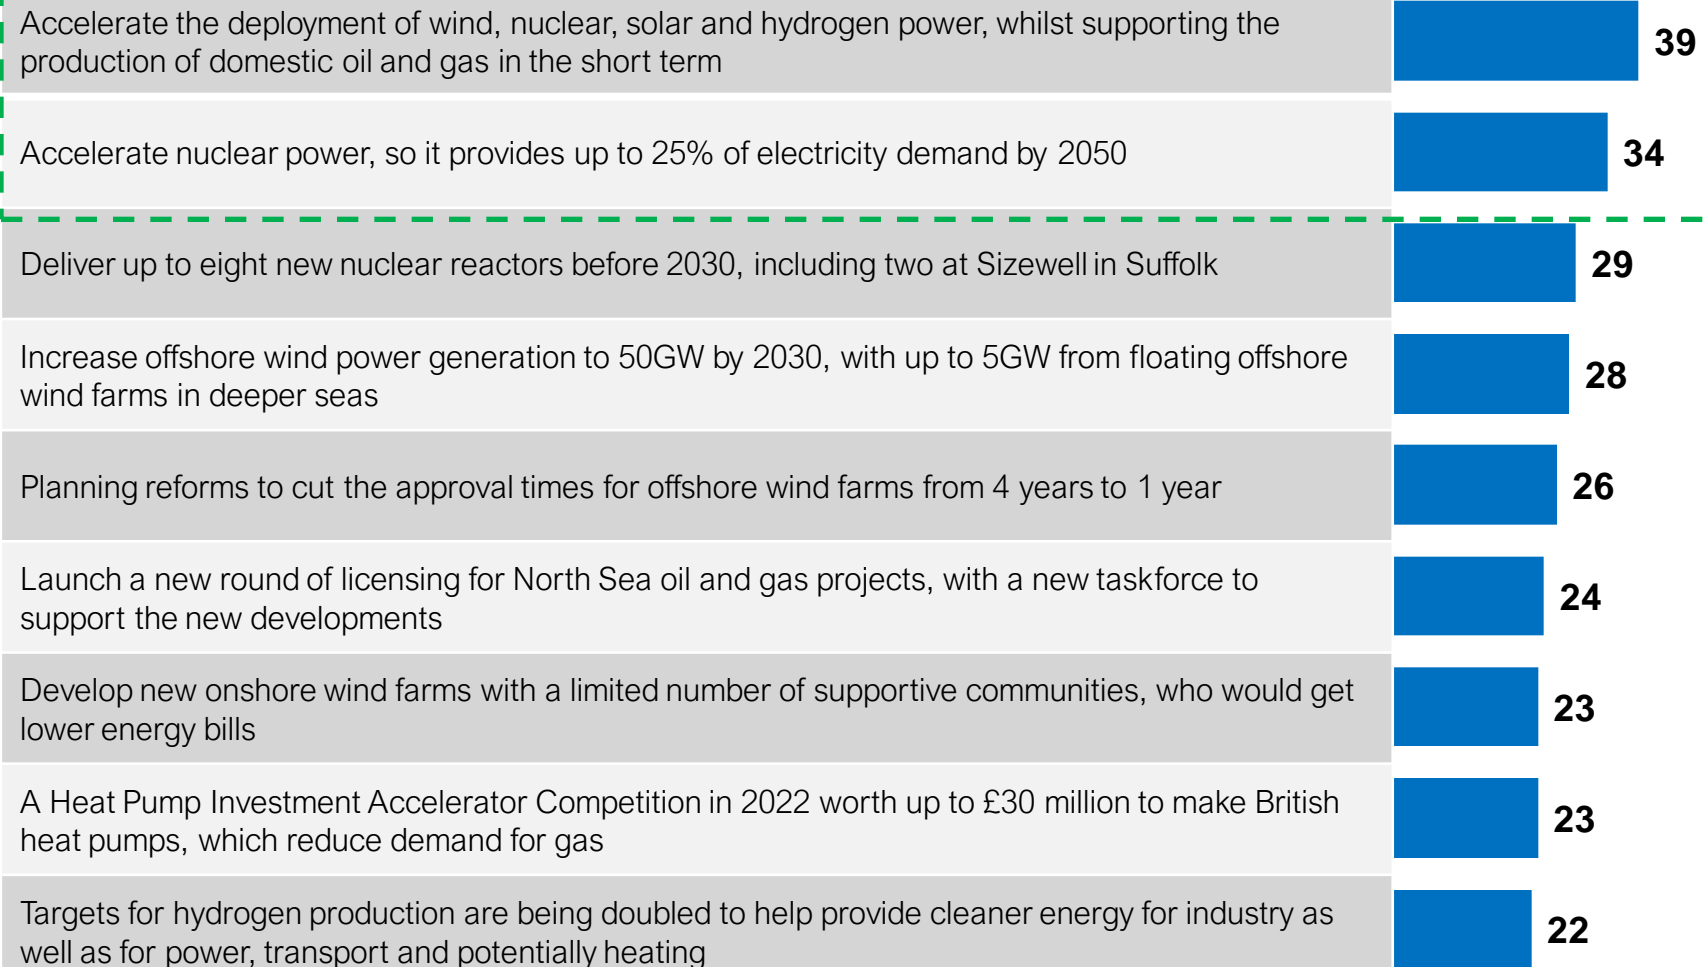 Accelerate the deployment of wind, nuclear, solar and hydrogen power, whilst supporting the
production of domestic oil and gas in the short term
39
Accelerate nuclear power, so it provides up to 25% of electricity demand by 2050
34
Deliver up to eight new nuclear reactors before 2030, including two at Sizewell in Suffolk
29
Increase offshore wind power generation to 50GW by 2030, with up to 5GW from floating offshore
wind farms in deeper seas
28
Planning reforms to cut the approval times for offshore wind farms from 4 years to 1 year
26
Launch a new round of licensing for North Sea oil and gas projects, with a new taskforce to
support the new developments
24
Develop new onshore wind farms with a limited number of supportive communities, who would get
lower energy bills
23
A Heat Pump Investment Accelerator Competition in 2022 worth up to £30 million to make British
heat pumps, which reduce demand for gas
23
Targets for hydrogen production are being doubled to help provide cleaner energy for industry as
well as for power, transport and potentially heating
22